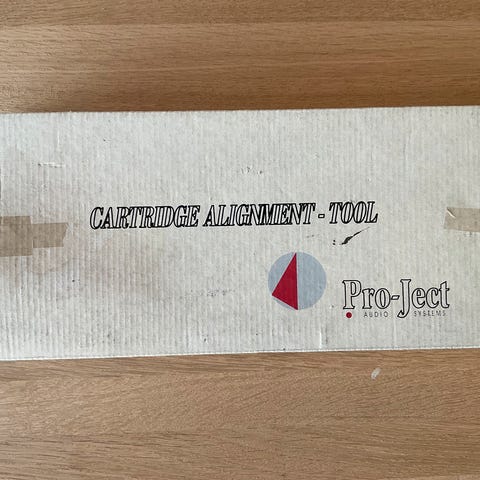 CARTRIDGE ALIGNMENT - TOOL
Pro-Ject
AUDIO SYSTEMS